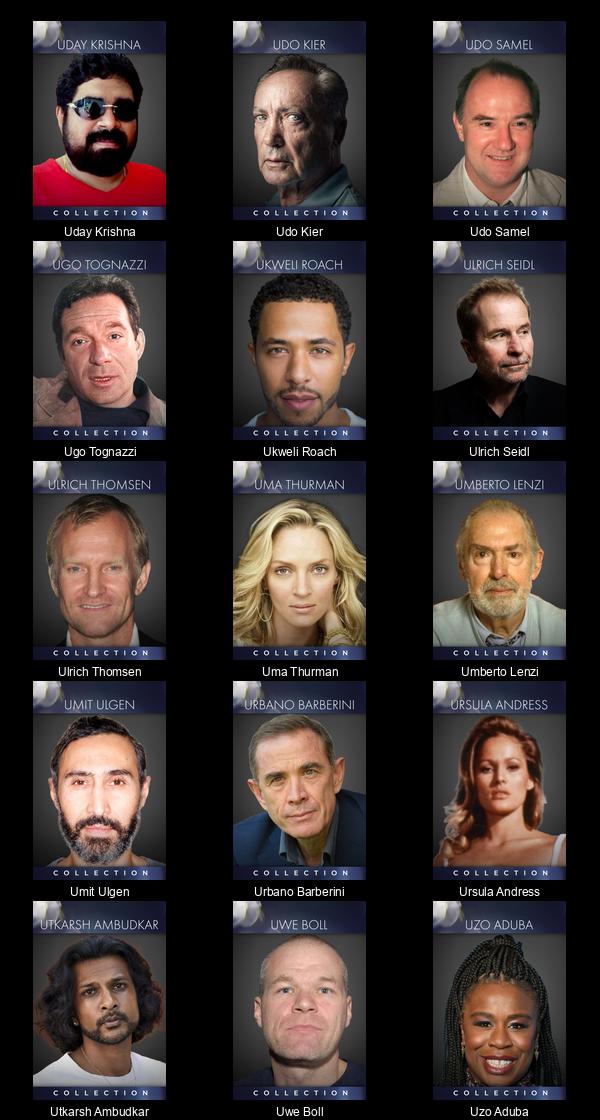 UDAY KRISHNA
UDO KIER
UDO SAMEL
COLLECTION
COLLECTION
COLLECTION
Uday Krishna
Udo Kier
Udo Samel
UGO TOGNAZZI
UKWELI ROACH
ULRICH SEIDL
COLLECTION
COLLECTION
COLLECTION
Ugo Tognazzi
Ukweli Roach
Ulrich Seidl
ULRICH THOMSEN
UMA THURMAN
UMBERTO LENZI
COLLECTION
COLLECTION
COLLECTION
Ulrich Thomsen
Uma Thurman
Umberto Lenzi
UMIT ULGEN
URBANO BARBERINI
URSULA ANDRESS
COLLECTION
COLLECTION
COLLECTION
Umit Ulgen
Urbano Barberini
Ursula Andress
UTKARSH AMBUDKAR
UWE BOLL
UZO ADUBA
COLLECTION
COLLECTION
COLLECTION
Utkarsh Ambudkar
Uwe Boll
Uzo Aduba